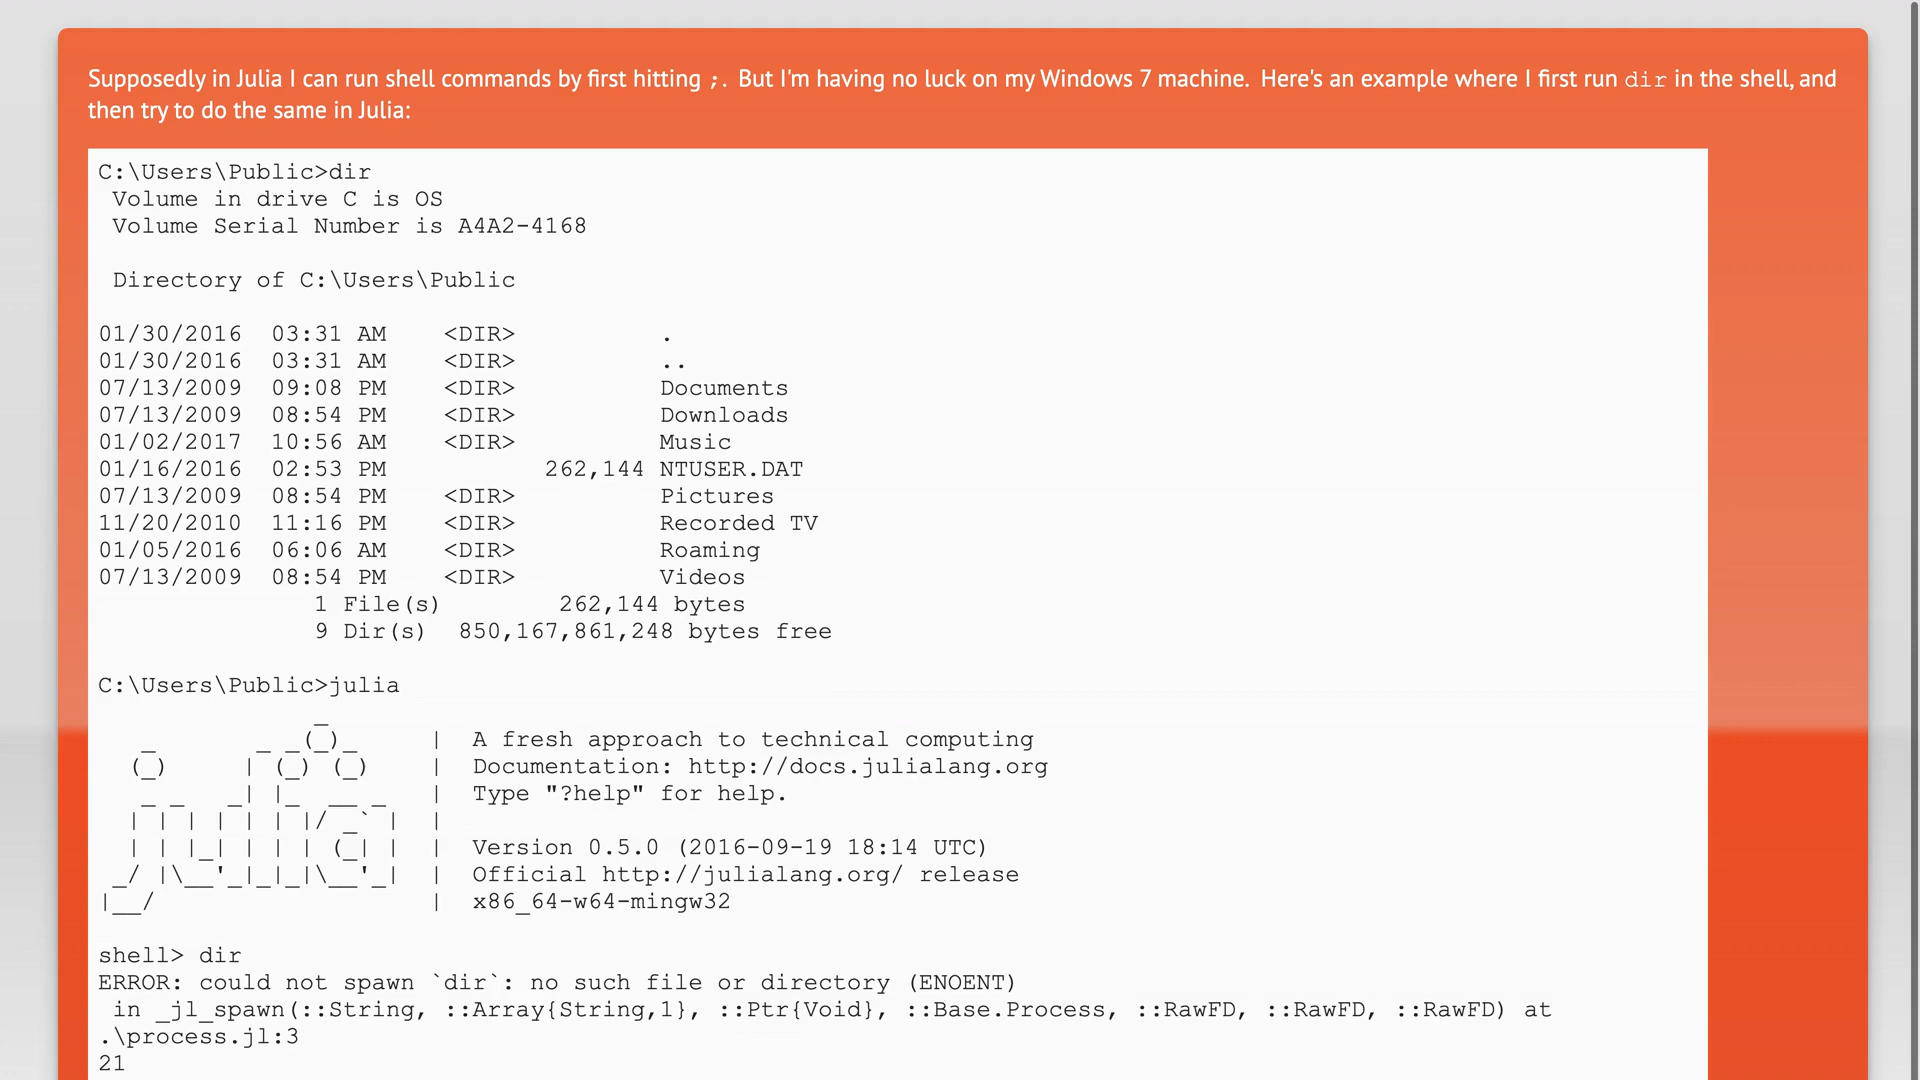 Supposedly in Julia I can run shell commands by first hitting ;. But I'm having no luck on my Windows 7 machine. Here's an example where I first run dir in the shell, and
then try to do the same in Julia:
C:\Users\Public>dir
 Volume in drive C is OS
 Volume Serial Number is A4A2-4168

 Directory of C:\Users\Public

01/30/2016  03:31 AM    <DIR>          .
01/30/2016  03:31 AM    <DIR>          ..
07/13/2009  09:08 PM    <DIR>          Documents
07/13/2009  08:54 PM    <DIR>          Downloads
01/02/2017  10:56 AM    <DIR>          Music
01/16/2016  02:53 PM           262,144 NTUSER.DAT
07/13/2009  08:54 PM    <DIR>          Pictures
11/20/2010  11:16 PM    <DIR>          Recorded TV
01/05/2016  06:06 AM    <DIR>          Roaming
07/13/2009  08:54 PM    <DIR>          Videos
               1 File(s)        262,144 bytes
               9 Dir(s)  850,167,861,248 bytes free

C:\Users\Public>julia
               _
   _       _ _(_)_     |  A fresh approach to technical computing
  (_)     | (_) (_)    |  Documentation: http://docs.julialang.org
   _ _   _| |_  __ _   |  Type "?help" for help.
  | | | | | | |/ _` |  |
  | | |_| | | | (_| |  |  Version 0.5.0 (2016-09-19 18:14 UTC)
 _/ |\__'_|_|_|\__'_|  |  Official http://julialang.org/ release
|__/                   |  x86_64-w64-mingw32

shell> dir
ERROR: could not spawn `dir`: no such file or directory (ENOENT)
 in _jl_spawn(::String, ::Array{String,1}, ::Ptr{Void}, ::Base.Process, ::RawFD, ::RawFD, ::RawFD) at
.\process.jl:3
21